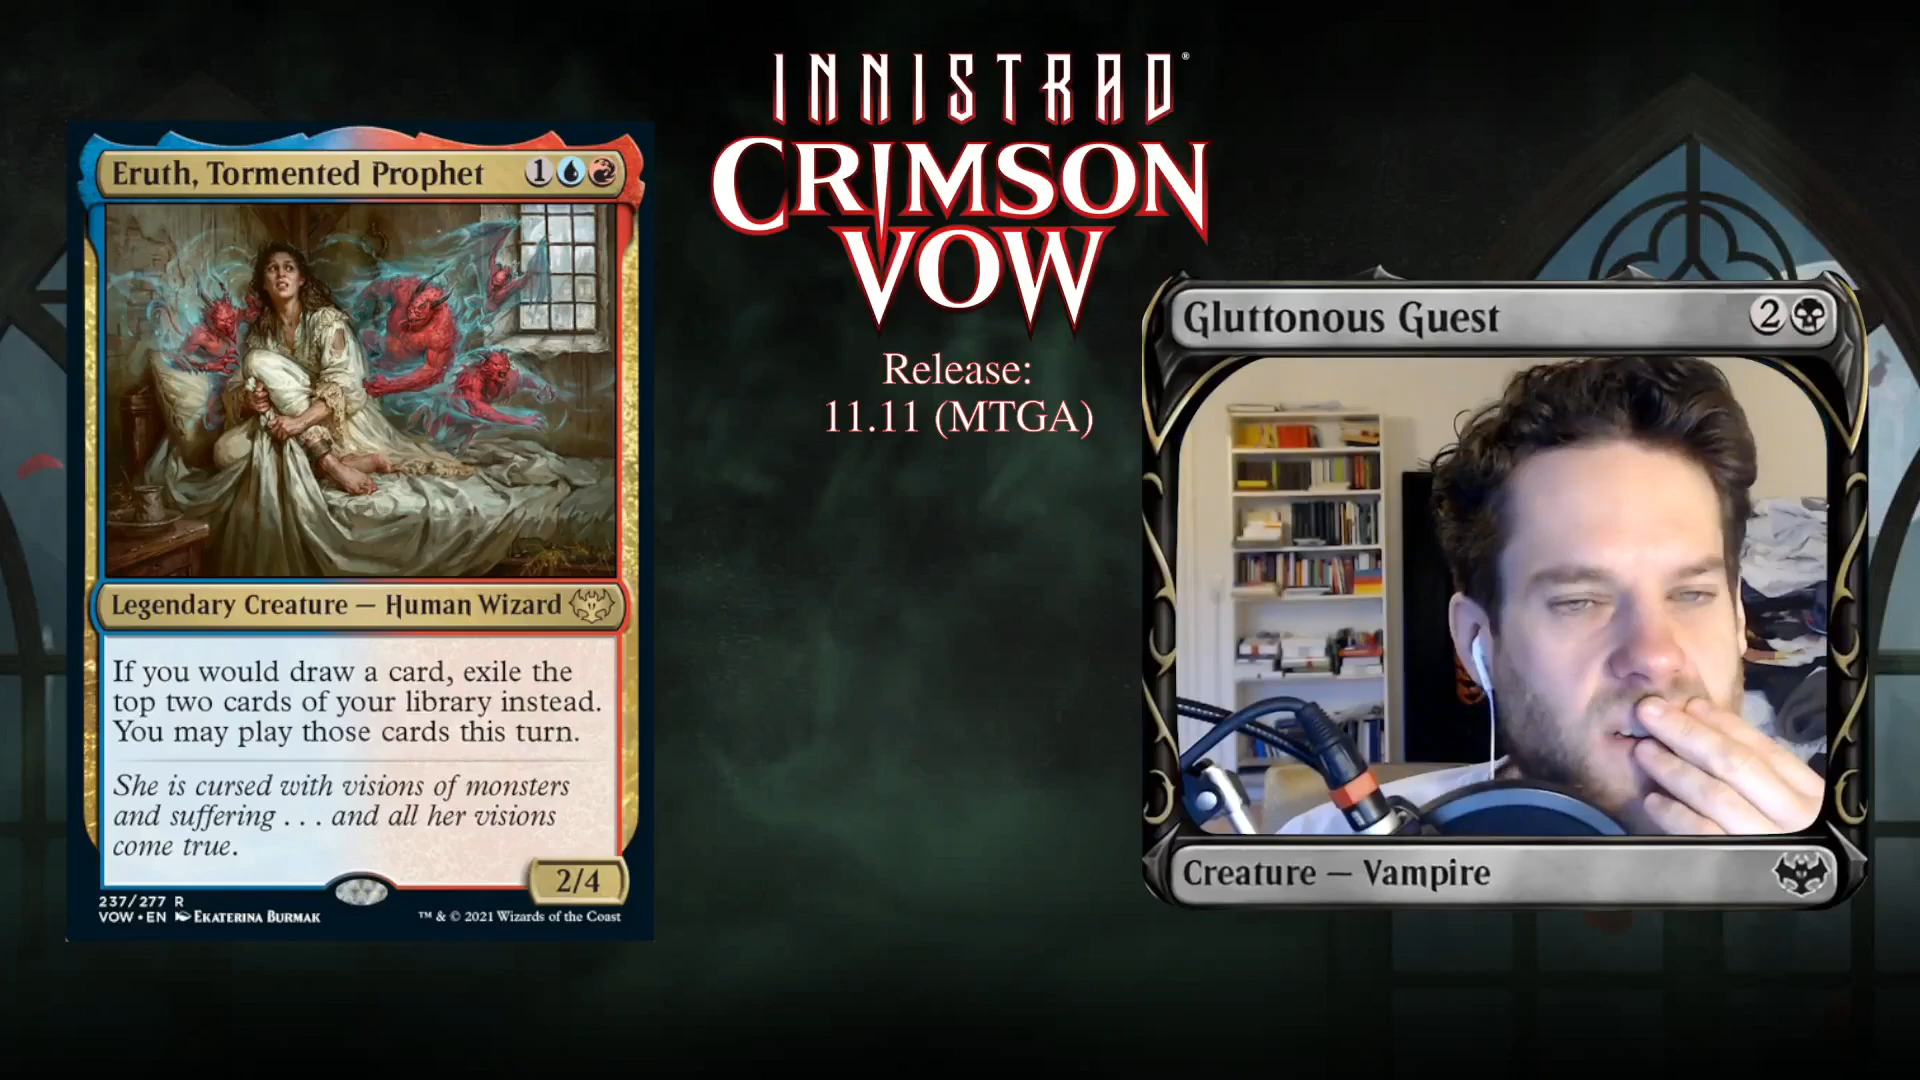 Eruth, Tormented Prophet 1
Legendary Creature — Human Wizard
If you would draw a card, exile the
top two cards of your library instead.
You may play those cards this turn.
She is cursed with visions of monsters
and suffering . . . and all her visions
come true.
2/4
237/277 R
VOW • EN Ekaterina Burmak
™ & © 2021 Wizards of the Coast
INNISTRAD®
CRIMSON
VOW
Release:
11.11 (MTGA)
Gluttonous Guest 2
Creature — Vampire